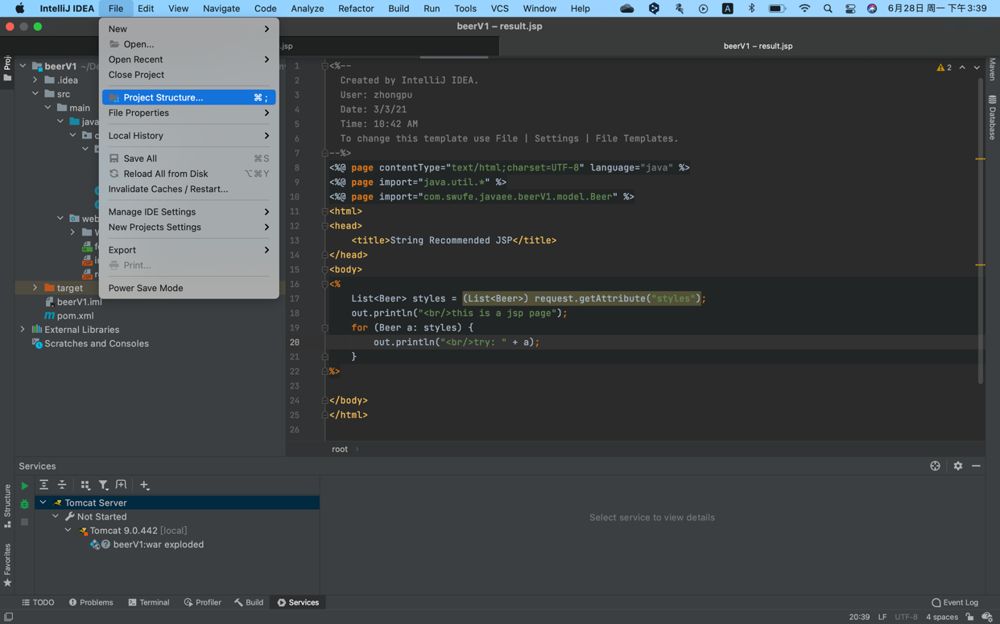 IntelliJ IDEA File Edit View Navigate Code Analyze Refactor Build Run Tools VCS Window Help A 6月28日 周一 下午3:39
beerV1 – result.jsp
.jsp
beerV1 – result.jsp
New
Open...
Open Recent
Close Project
Project Structure... ⌘ ;
File Properties
Local History
Save All ⌘S
Reload All from Disk ⌥⌘Y
Invalidate Caches / Restart...
Manage IDE Settings
New Projects Settings
Export
Print...
Power Save Mode
Proj
beerV1
.idea
src
main
java
web
target
beerV1.iml
pom.xml
External Libraries
Scratches and Consoles
1 <%--
2 Created by IntelliJ IDEA.
3 User: zhongpu
4 Date: 3/3/21
5 Time: 10:42 AM
6 To change this template use File | Settings | File Templates.
7 --%>
8 <%@ page contentType="text/html;charset=UTF-8" language="java" %>
9 <%@ page import="java.util.*" %>
10 <%@ page import="com.swufe.javaee.beerV1.model.Beer" %>
11 <html>
12 <head>
13 <title>String Recommended JSP</title>
14 </head>
15 <body>
16 <%
17 List<Beer> styles = (List<Beer>) request.getAttribute("styles");
18 out.println("<br/>this is a jsp page");
19 for (Beer a: styles) {
20 out.println("<br/>try: " + a);
21 }
22 %>
23
24 </body>
25 </html>
26
2
Maven
Database
root
Services
Tomcat Server
Not Started
Tomcat 9.0.442 [local]
beerV1:war exploded
Select service to view details
Structure
Favorites
TODO Problems Terminal Profiler Build Services Event Log
20:39 LF UTF-8 4 spaces